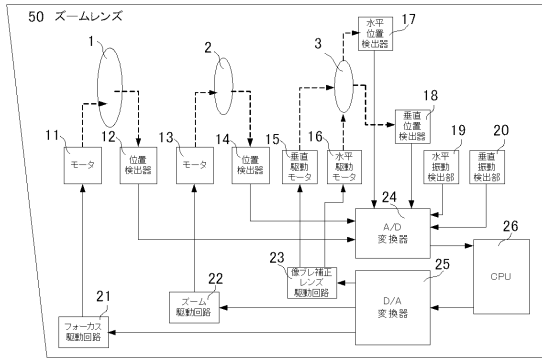 50 ズームレンズ
1
2
3
水平
位置
検出器
17
垂直
位置
検出器
18
11
モータ
12
位置
検出器
13
モータ
14
位置
検出器
15
垂直
駆動
モータ
16
水平
駆動
モータ
19
水平
振動
検出部
20
垂直
振動
検出部
24
A/D
変換器
26
CPU
23
像ブレ補正
レンズ
駆動回路
25
D/A
変換器
22
ズーム
駆動回路
21
フォーカス
駆動回路